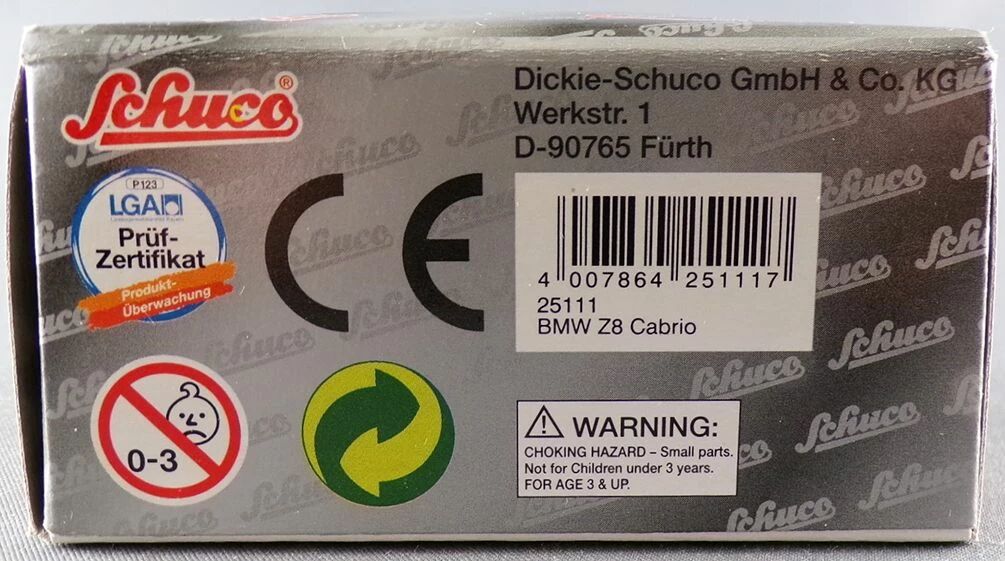 Schuco®
Dickie-Schuco GmbH & Co. KG
Werkstr. 1
D-90765 Fürth
P 123
LGA
Prüf-
Zertifikat
Produkt-
Überwachung
CE
4 007864 251117
25111
BMW Z8 Cabrio
0-3
WARNING:
CHOKING HAZARD – Small parts.
Not for Children under 3 years.
FOR AGE 3 & UP.